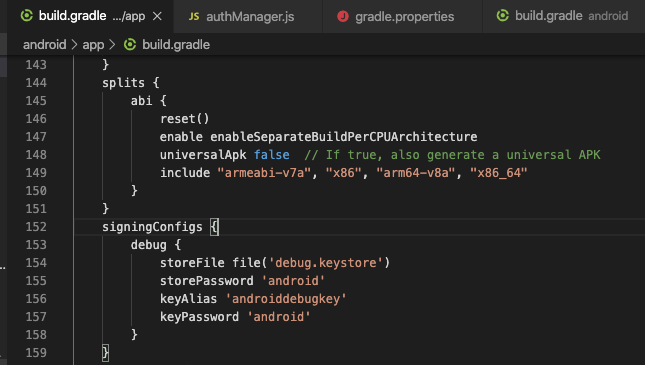 build.gradle .../app
authManager.js
gradle.properties
build.gradle android
android > app > build.gradle
143 }
144 splits {
145 abi {
146 reset()
147 enable enableSeparateBuildPerCPUArchitecture
148 universalApk false // If true, also generate a universal APK
149 include "armeabi-v7a", "x86", "arm64-v8a", "x86_64"
150 }
151 }
152 signingConfigs {
153 debug {
154 storeFile file('debug.keystore')
155 storePassword 'android'
156 keyAlias 'androiddebugkey'
157 keyPassword 'android'
158 }
159 }